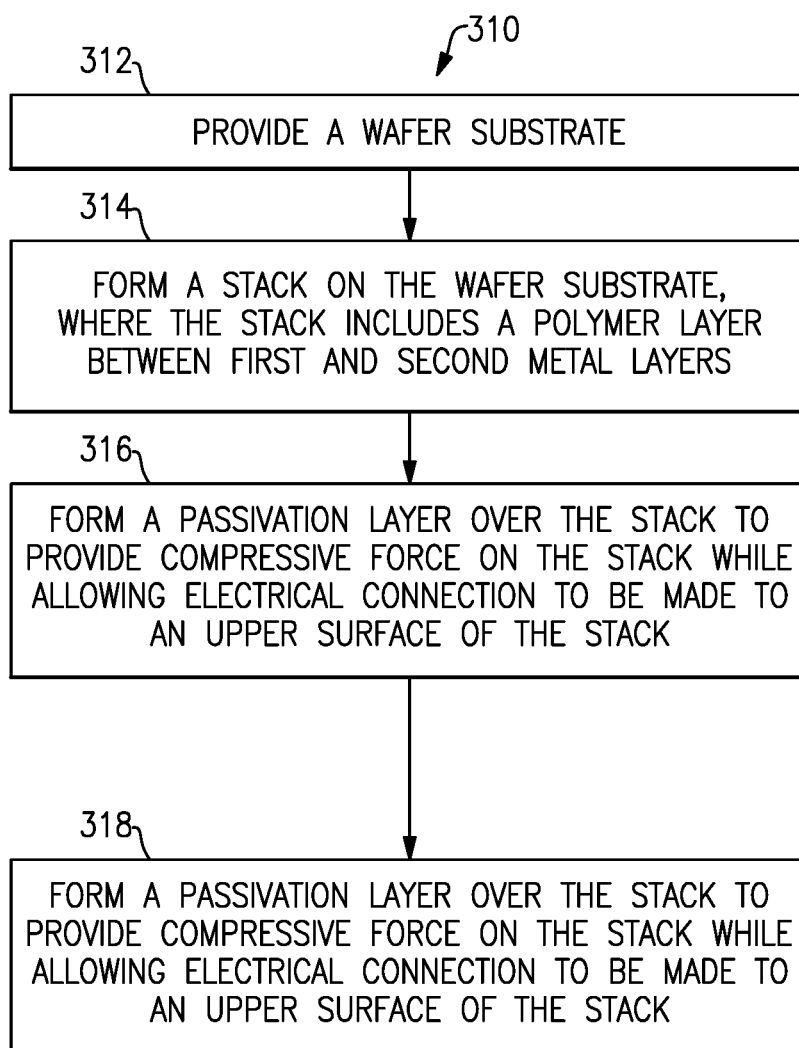 310
312
PROVIDE A WAFER SUBSTRATE
314
FORM A STACK ON THE WAFER SUBSTRATE,
WHERE THE STACK INCLUDES A POLYMER LAYER
BETWEEN FIRST AND SECOND METAL LAYERS
316
FORM A PASSIVATION LAYER OVER THE STACK TO
PROVIDE COMPRESSIVE FORCE ON THE STACK WHILE
ALLOWING ELECTRICAL CONNECTION TO BE MADE TO
AN UPPER SURFACE OF THE STACK
318
FORM A PASSIVATION LAYER OVER THE STACK TO
PROVIDE COMPRESSIVE FORCE ON THE STACK WHILE
ALLOWING ELECTRICAL CONNECTION TO BE MADE TO
AN UPPER SURFACE OF THE STACK